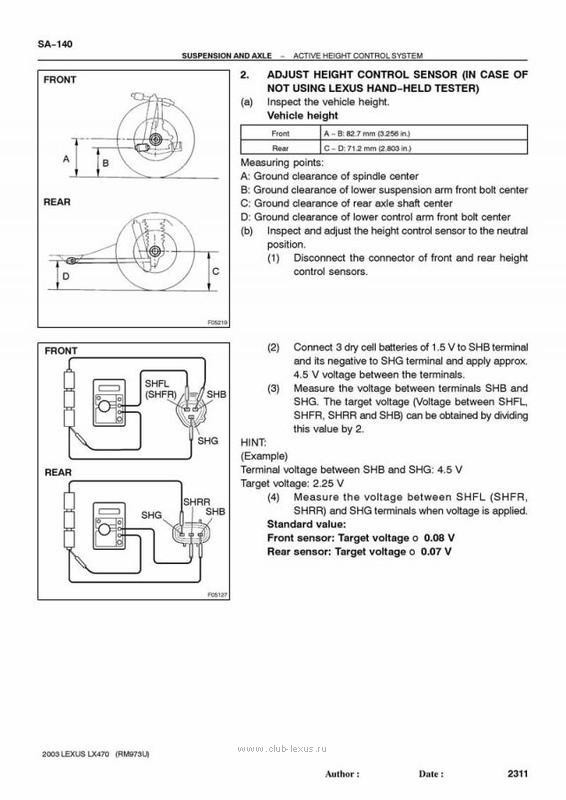 SA−140
SUSPENSION AND AXLE − ACTIVE HEIGHT CONTROL SYSTEM
FRONT
A
B
REAR
D
C
F05219
2. ADJUST HEIGHT CONTROL SENSOR (IN CASE OF
NOT USING LEXUS HAND−HELD TESTER)
(a) Inspect the vehicle height.
Vehicle height
Front A − B: 82.7 mm (3.256 in.)
Rear C − D: 71.2 mm (2.803 in.)
Measuring points:
A: Ground clearance of spindle center
B: Ground clearance of lower suspension arm front bolt center
C: Ground clearance of rear axle shaft center
D: Ground clearance of lower control arm front bolt center
(b) Inspect and adjust the height control sensor to the neutral
position.
(1) Disconnect the connector of front and rear height
control sensors.
FRONT
SHFL
(SHFR)
SHB
SHG
REAR
SHRR
SHG
SHB
F05127
(2) Connect 3 dry cell batteries of 1.5 V to SHB terminal
and its negative to SHG terminal and apply approx.
4.5 V voltage between the terminals.
(3) Measure the voltage between terminals SHB and
SHG. The target voltage (Voltage between SHFL,
SHFR, SHRR and SHB) can be obtained by dividing
this value by 2.
HINT:
(Example)
Terminal voltage between SHB and SHG: 4.5 V
Target voltage: 2.25 V
(4) Measure the voltage between SHFL (SHFR,
SHRR) and SHG terminals when voltage is applied.
Standard value:
Front sensor: Target voltage o 0.08 V
Rear sensor: Target voltage o 0.07 V
2003 LEXUS LX470 (RM973U)
www.club-lexus.ru
Author : Date : 2311